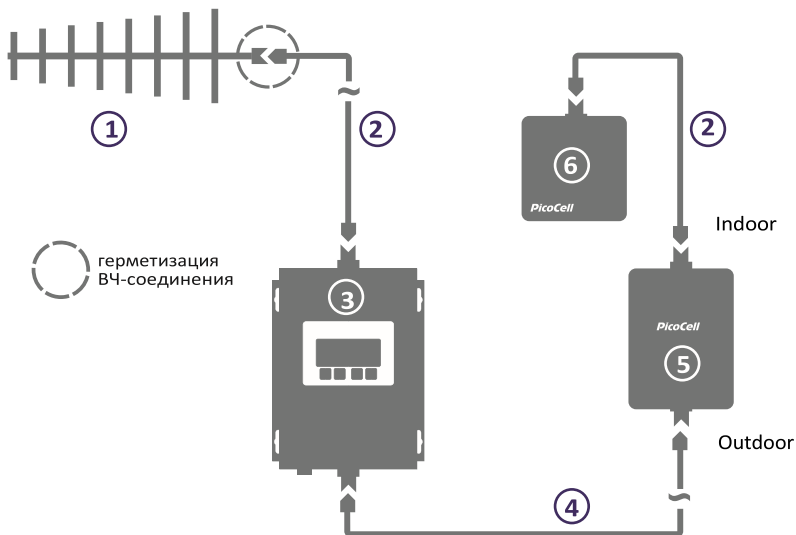 1
2
6
2
PicoCell
Indoor
герметизация
ВЧ-соединения
3
PicoCell
5
Outdoor
4